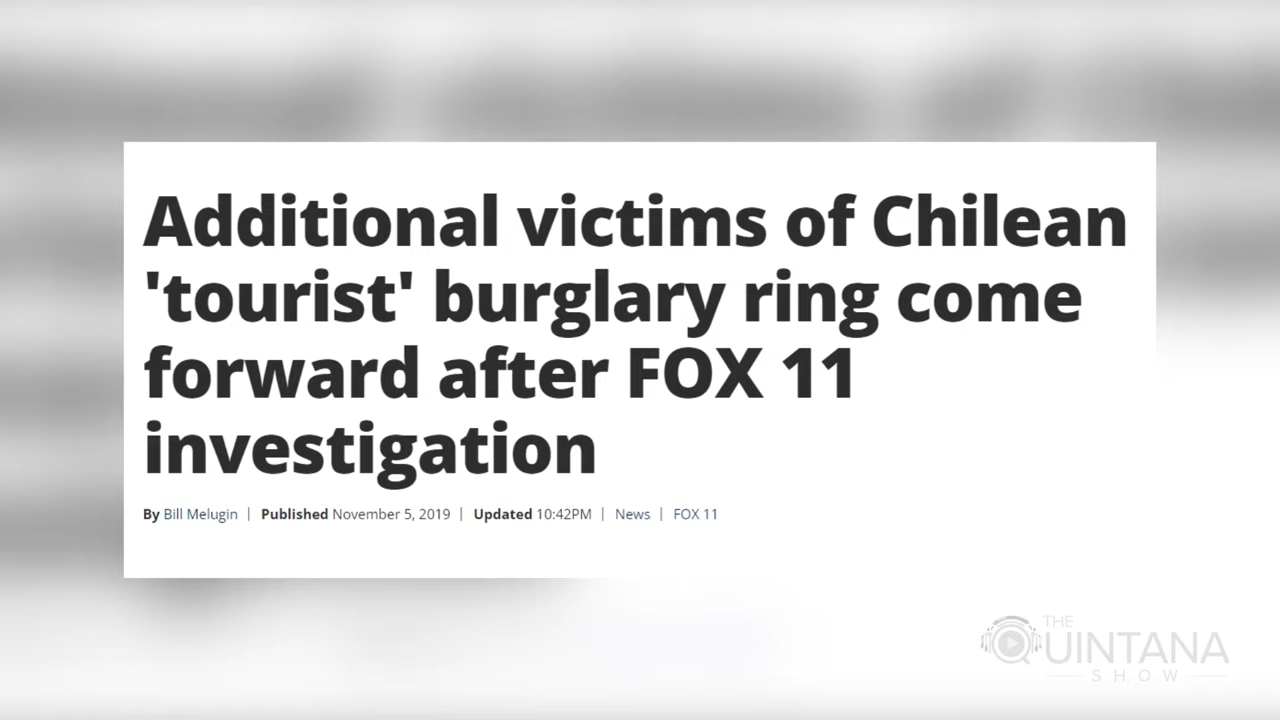 Additional victims of Chilean
'tourist' burglary ring come
forward after FOX 11
investigation
By Bill Melugin | Published November 5, 2019 | Updated 10:42PM | News | FOX 11
THE
QUINTANA
SHOW